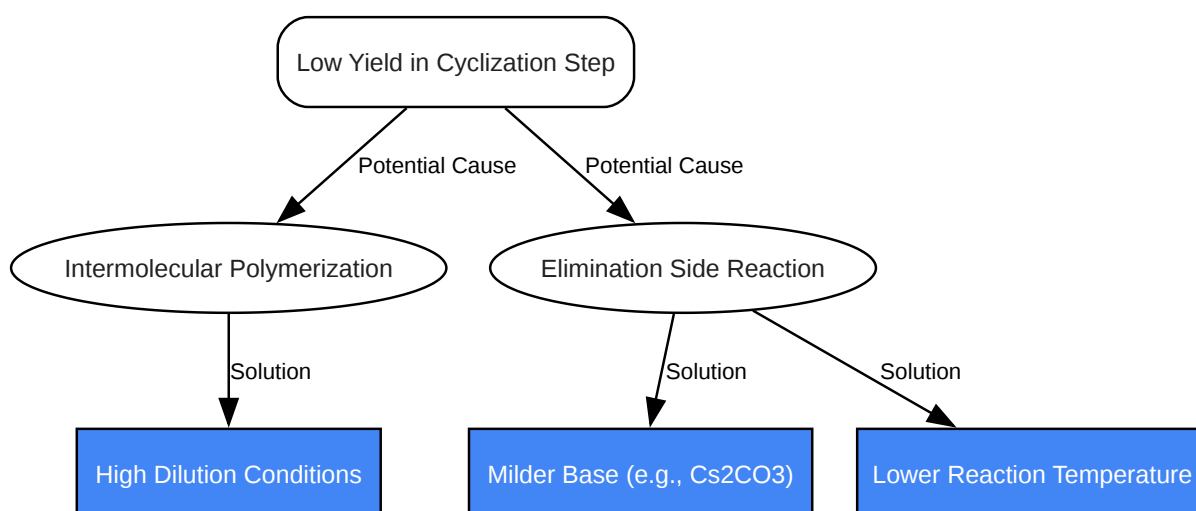 Low Yield in Cyclization Step
Potential Cause
Potential Cause
Intermolecular Polymerization
Elimination Side Reaction
Solution
Solution
Solution
High Dilution Conditions
Milder Base (e.g., Cs2CO3)
Lower Reaction Temperature